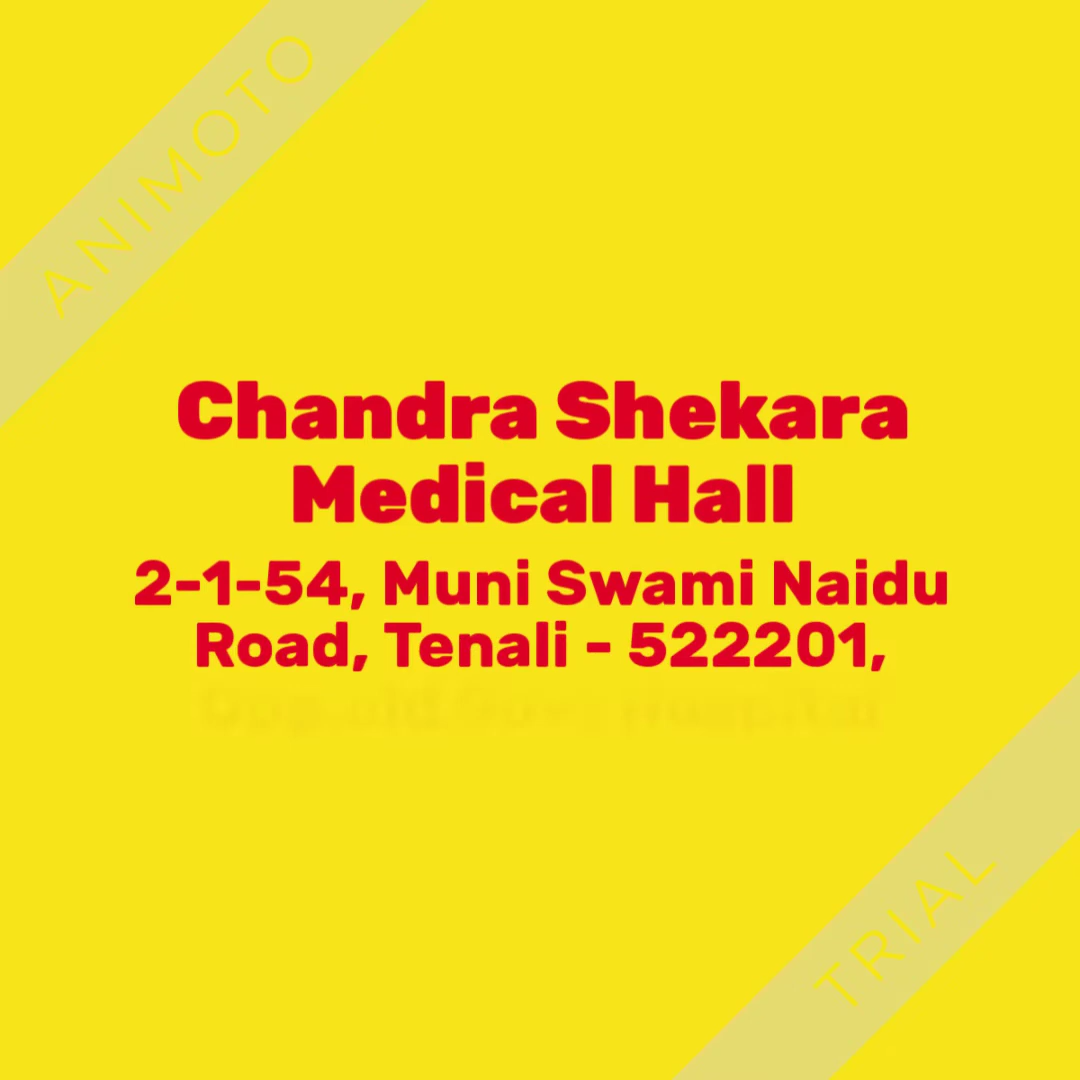 ANIMOTO
Chandra Shekara
Medical Hall
2-1-54, Muni Swami Naidu
Road, Tenali - 522201,
TRIAL